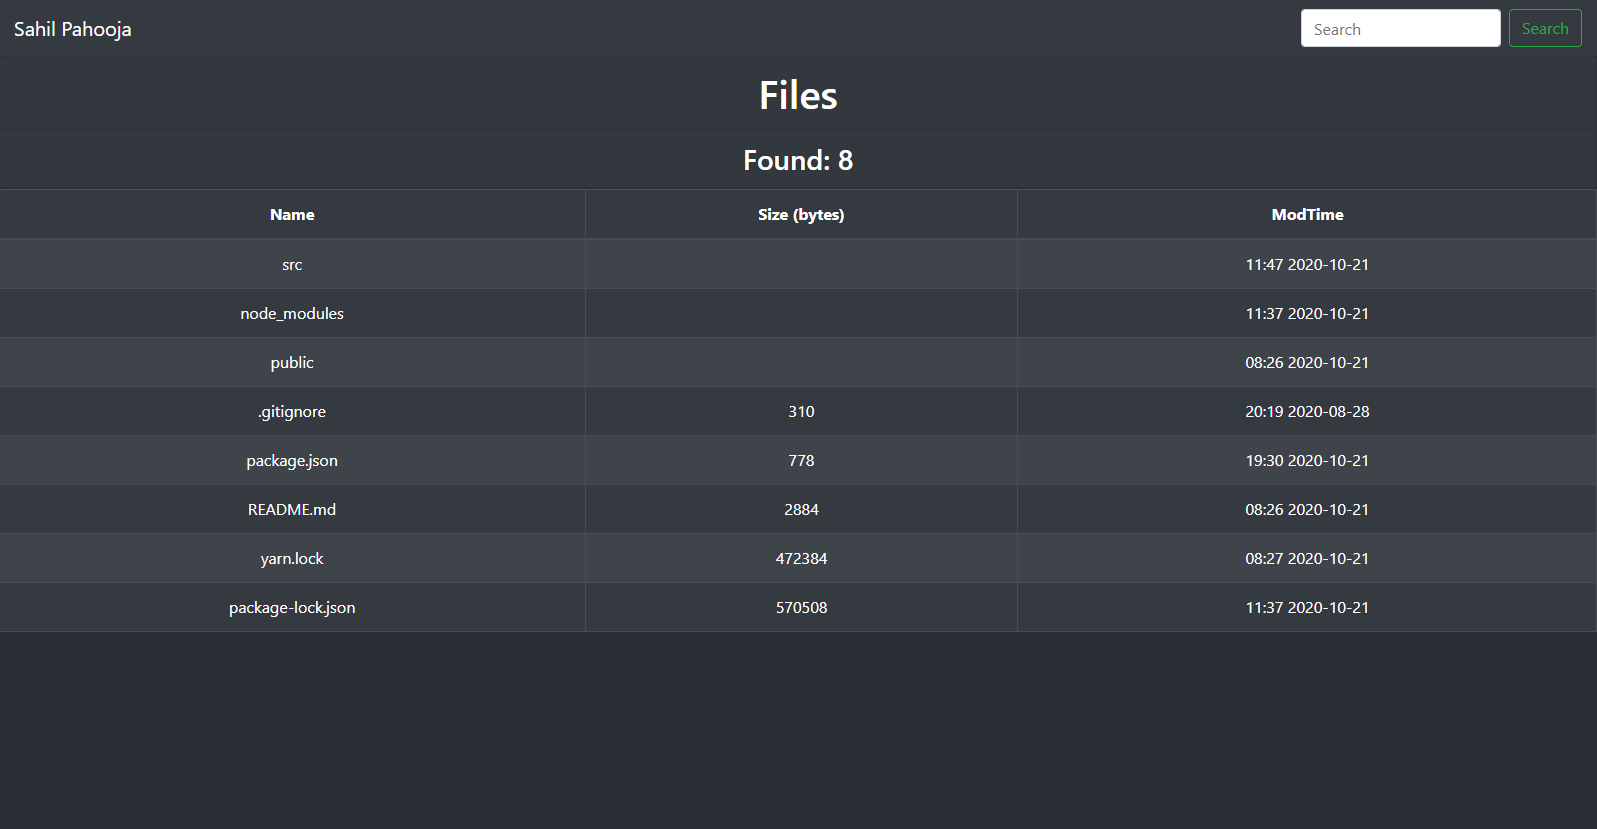 Sahil Pahooja Search Search
Files
Found: 8
Name Size (bytes) ModTime
src 11:47 2020-10-21
node_modules 11:37 2020-10-21
public 08:26 2020-10-21
.gitignore 310 20:19 2020-08-28
package.json 778 19:30 2020-10-21
README.md 2884 08:26 2020-10-21
yarn.lock 472384 08:27 2020-10-21
package-lock.json 570508 11:37 2020-10-21